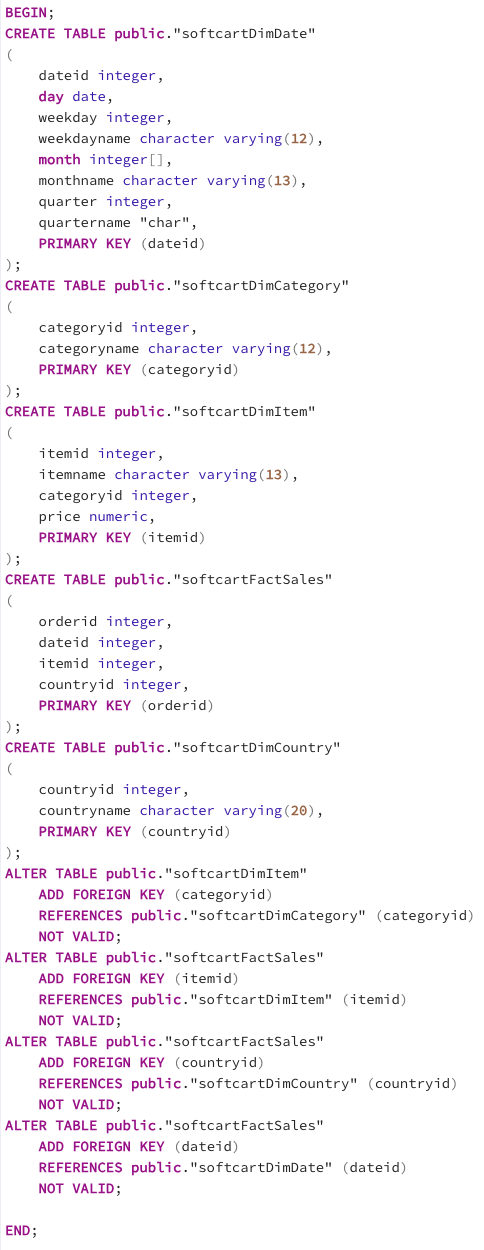 BEGIN;
CREATE TABLE public."softcartDimDate"
(
    dateid integer,
    day date,
    weekday integer,
    weekdayname character varying(12),
    month integer[],
    monthname character varying(13),
    quarter integer,
    quartername "char",
    PRIMARY KEY (dateid)
);
CREATE TABLE public."softcartDimCategory"
(
    categoryid integer,
    categoryname character varying(12),
    PRIMARY KEY (categoryid)
);
CREATE TABLE public."softcartDimItem"
(
    itemid integer,
    itemname character varying(13),
    categoryid integer,
    price numeric,
    PRIMARY KEY (itemid)
);
CREATE TABLE public."softcartFactSales"
(
    orderid integer,
    dateid integer,
    itemid integer,
    countryid integer,
    PRIMARY KEY (orderid)
);
CREATE TABLE public."softcartDimCountry"
(
    countryid integer,
    countryname character varying(20),
    PRIMARY KEY (countryid)
);
ALTER TABLE public."softcartDimItem"
    ADD FOREIGN KEY (categoryid)
    REFERENCES public."softcartDimCategory" (categoryid)
    NOT VALID;
ALTER TABLE public."softcartFactSales"
    ADD FOREIGN KEY (itemid)
    REFERENCES public."softcartDimItem" (itemid)
    NOT VALID;
ALTER TABLE public."softcartFactSales"
    ADD FOREIGN KEY (countryid)
    REFERENCES public."softcartDimCountry" (countryid)
    NOT VALID;
ALTER TABLE public."softcartFactSales"
    ADD FOREIGN KEY (dateid)
    REFERENCES public."softcartDimDate" (dateid)
    NOT VALID;

END;